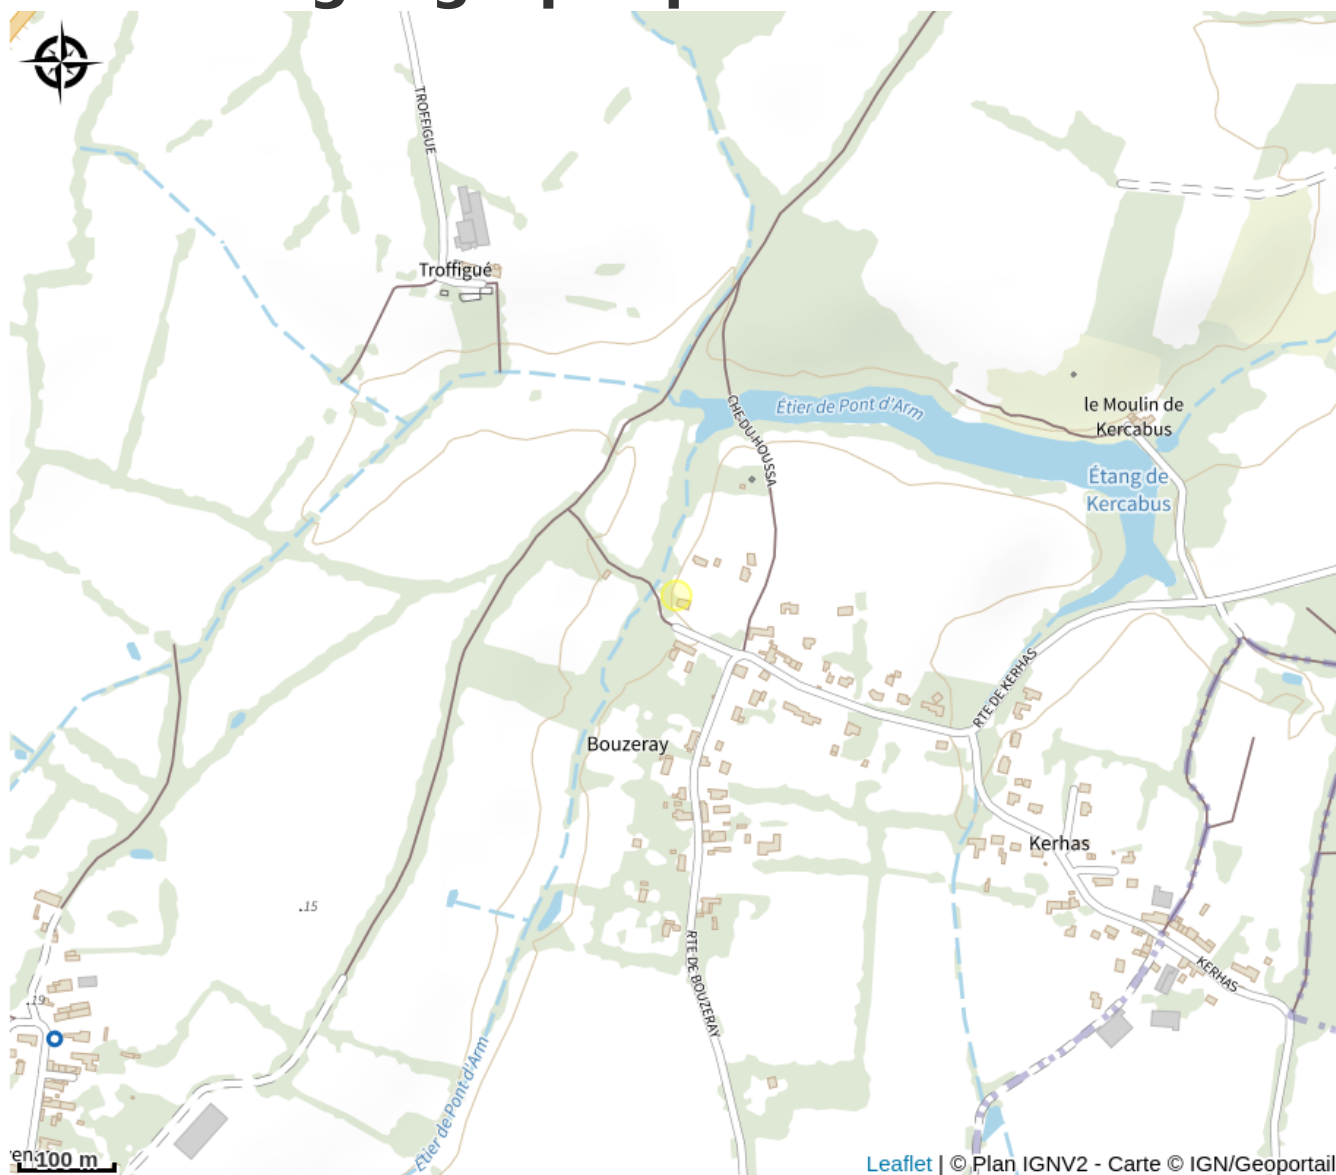 TROFFIGUE
Troffigué
CHE DU HOUSSA
Étier de Pont d'Arm
le Moulin de
Kercabus
Étang de
Kercabus
RTE DE KERHAS
Bouzeray
Kerhas
.15
RTE DE BOUZERAY
KERHAS
.19
Étier de Pont d'Arm
100 m
Leaflet | © Plan IGNV2 - Carte © IGN/Geoportail